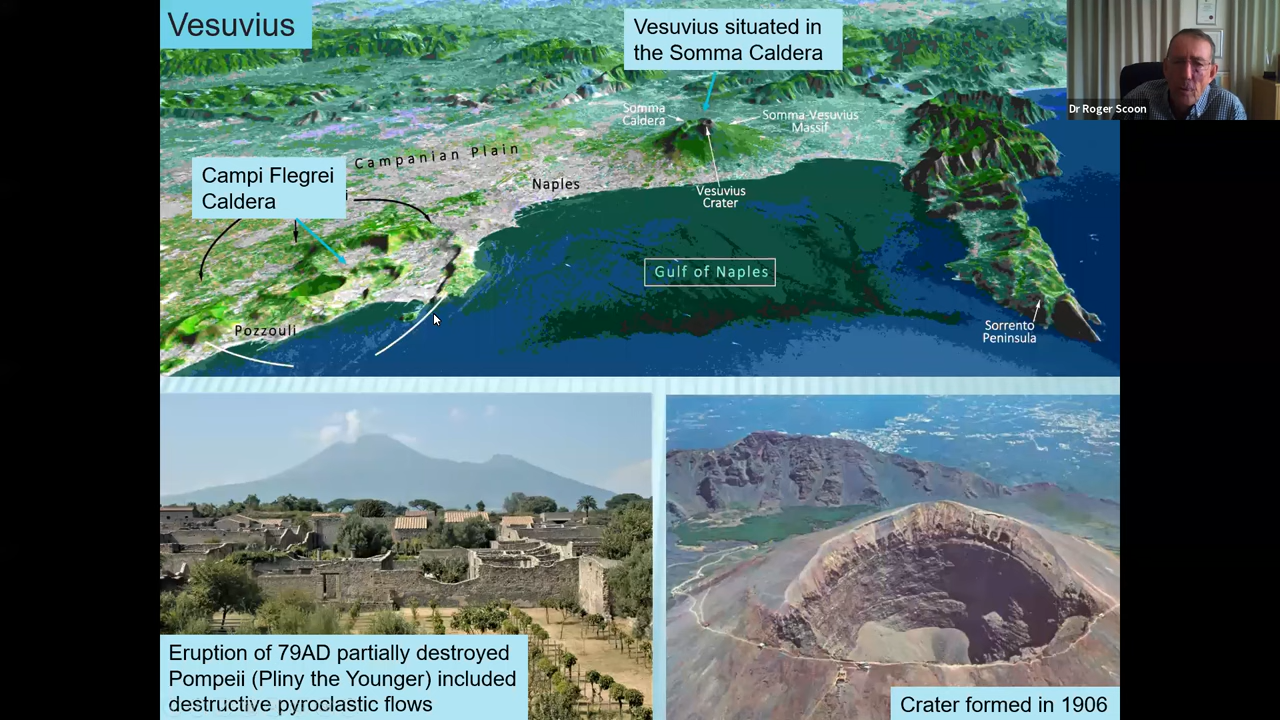 Vesuvius
Vesuvius situated in
the Somma Caldera
Dr Roger Scoon
Somma
Caldera
Somma-Vesuvius
Massif
Campanian Plain
Campi Flegrei
Caldera
Naples
Vesuvius
Crater
Gulf of Naples
Pozzouli
Sorrento
Peninsula
Eruption of 79AD partially destroyed
Pompeii (Pliny the Younger) included
destructive pyroclastic flows
Crater formed in 1906